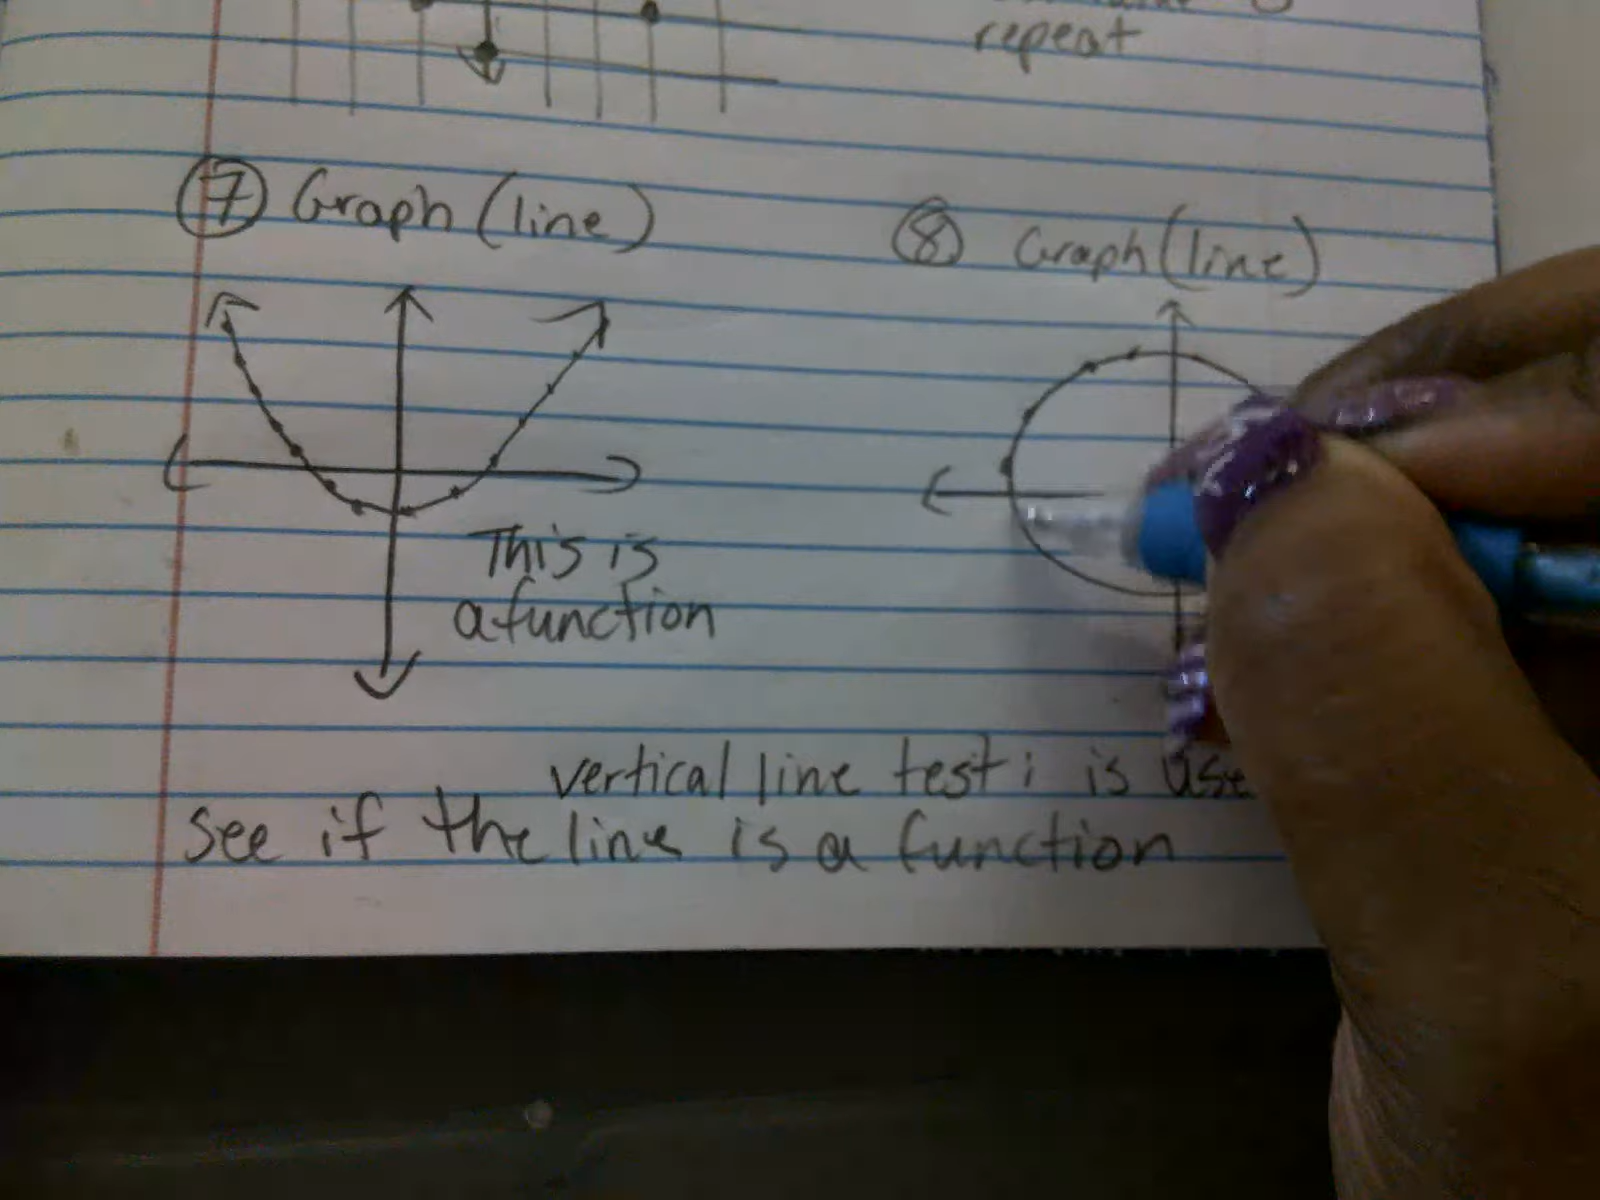 repeat
⑦ Graph (line)
⑧ Graph (line)
This is
a function
vertical line test: is use
see if the line is a function